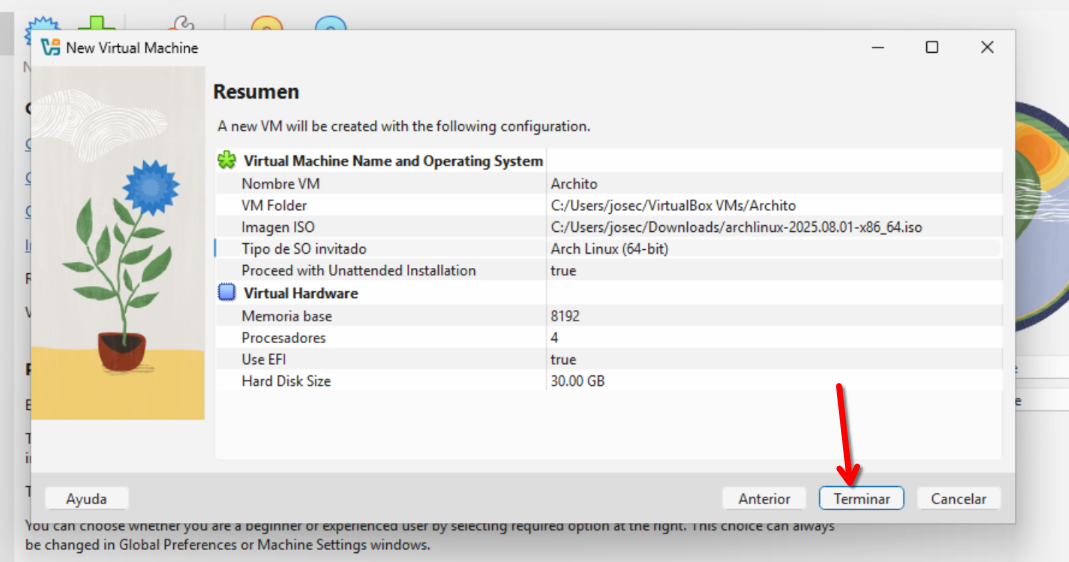 New Virtual Machine
Resumen
A new VM will be created with the following configuration.
Virtual Machine Name and Operating System
Nombre VM Archito
VM Folder C:/Users/josec/VirtualBox VMs/Archito
Imagen ISO C:/Users/josec/Downloads/archlinux-2025.08.01-x86_64.iso
Tipo de SO invitado Arch Linux (64-bit)
Proceed with Unattended Installation true
Virtual Hardware
Memoria base 8192
Procesadores 4
Use EFI true
Hard Disk Size 30.00 GB
Ayuda Anterior Terminar Cancelar
You can choose whether you are a beginner or experienced user by selecting required option at the right. This choice can always
be changed in Global Preferences or Machine Settings windows.